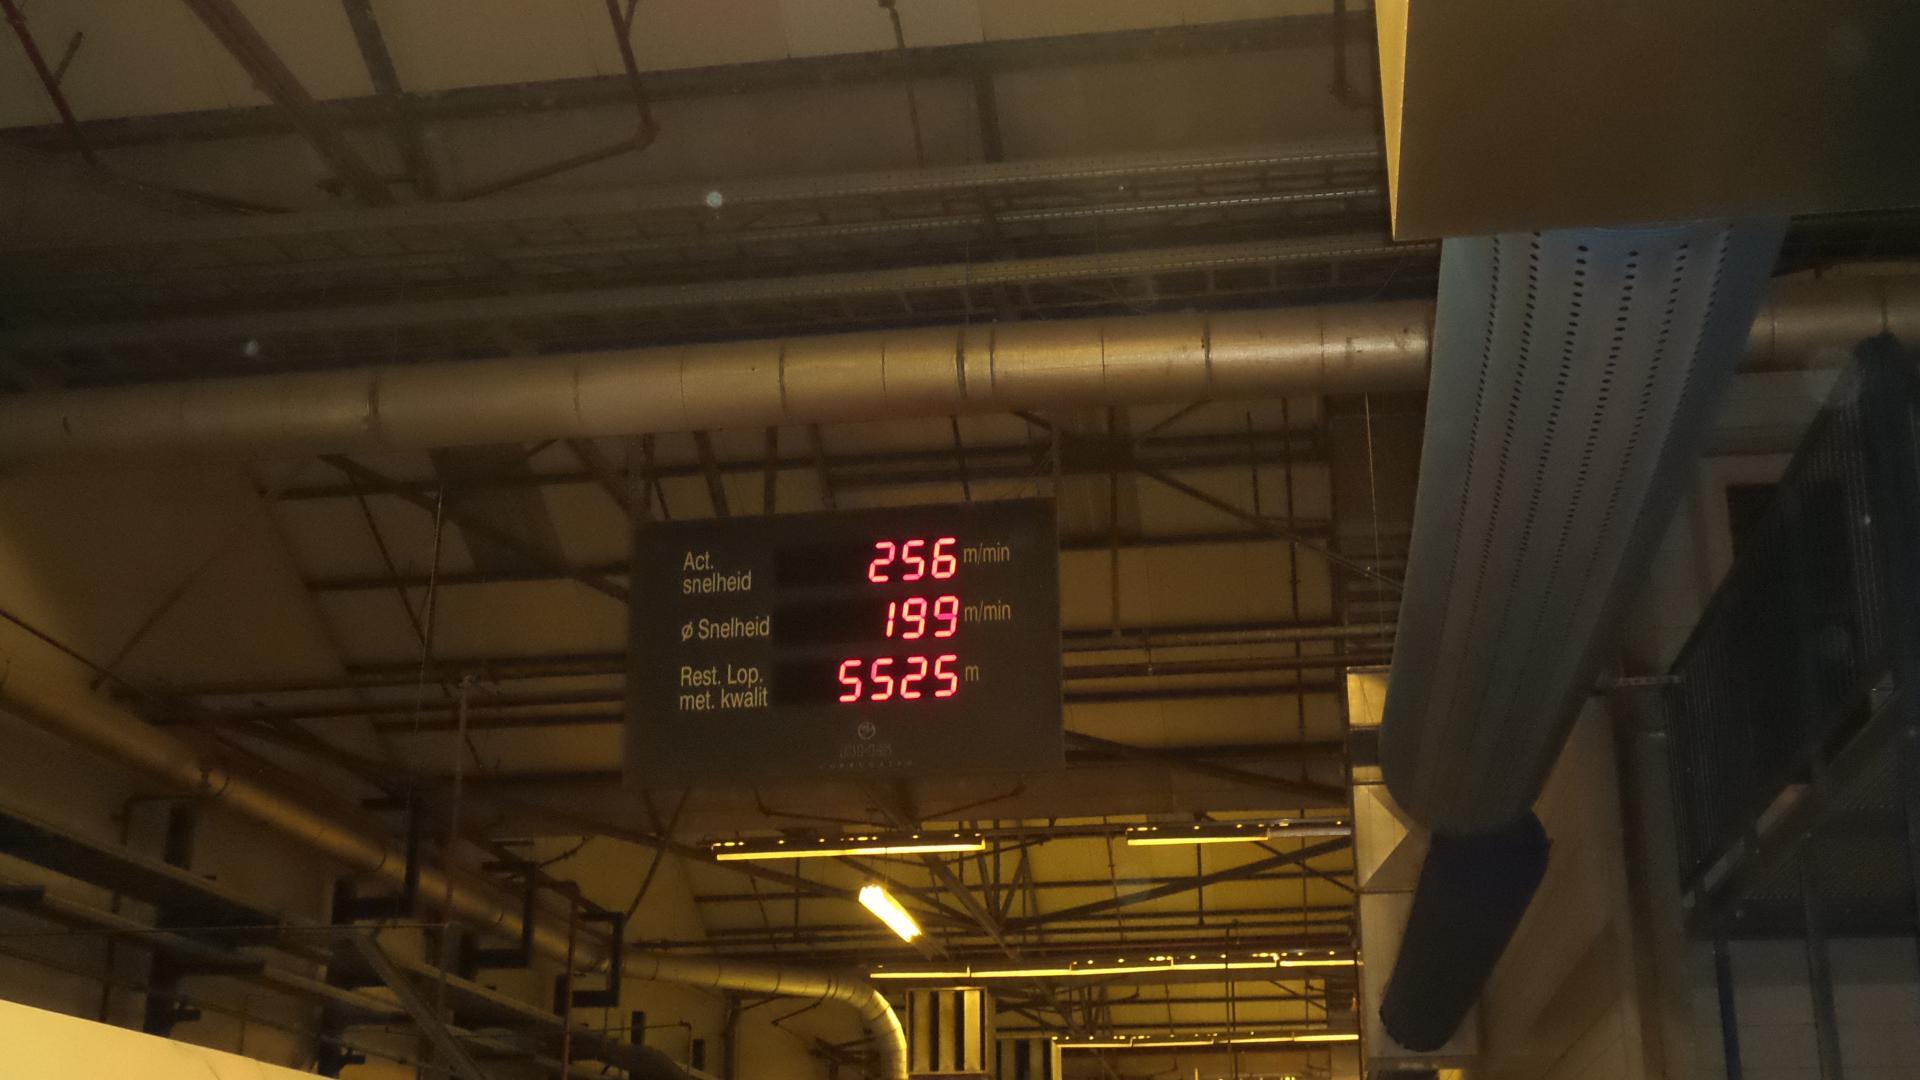 Act. snelheid 256 m/min
ø Snelheid 199 m/min
Rest. Lop. met. kwalit 5525 m